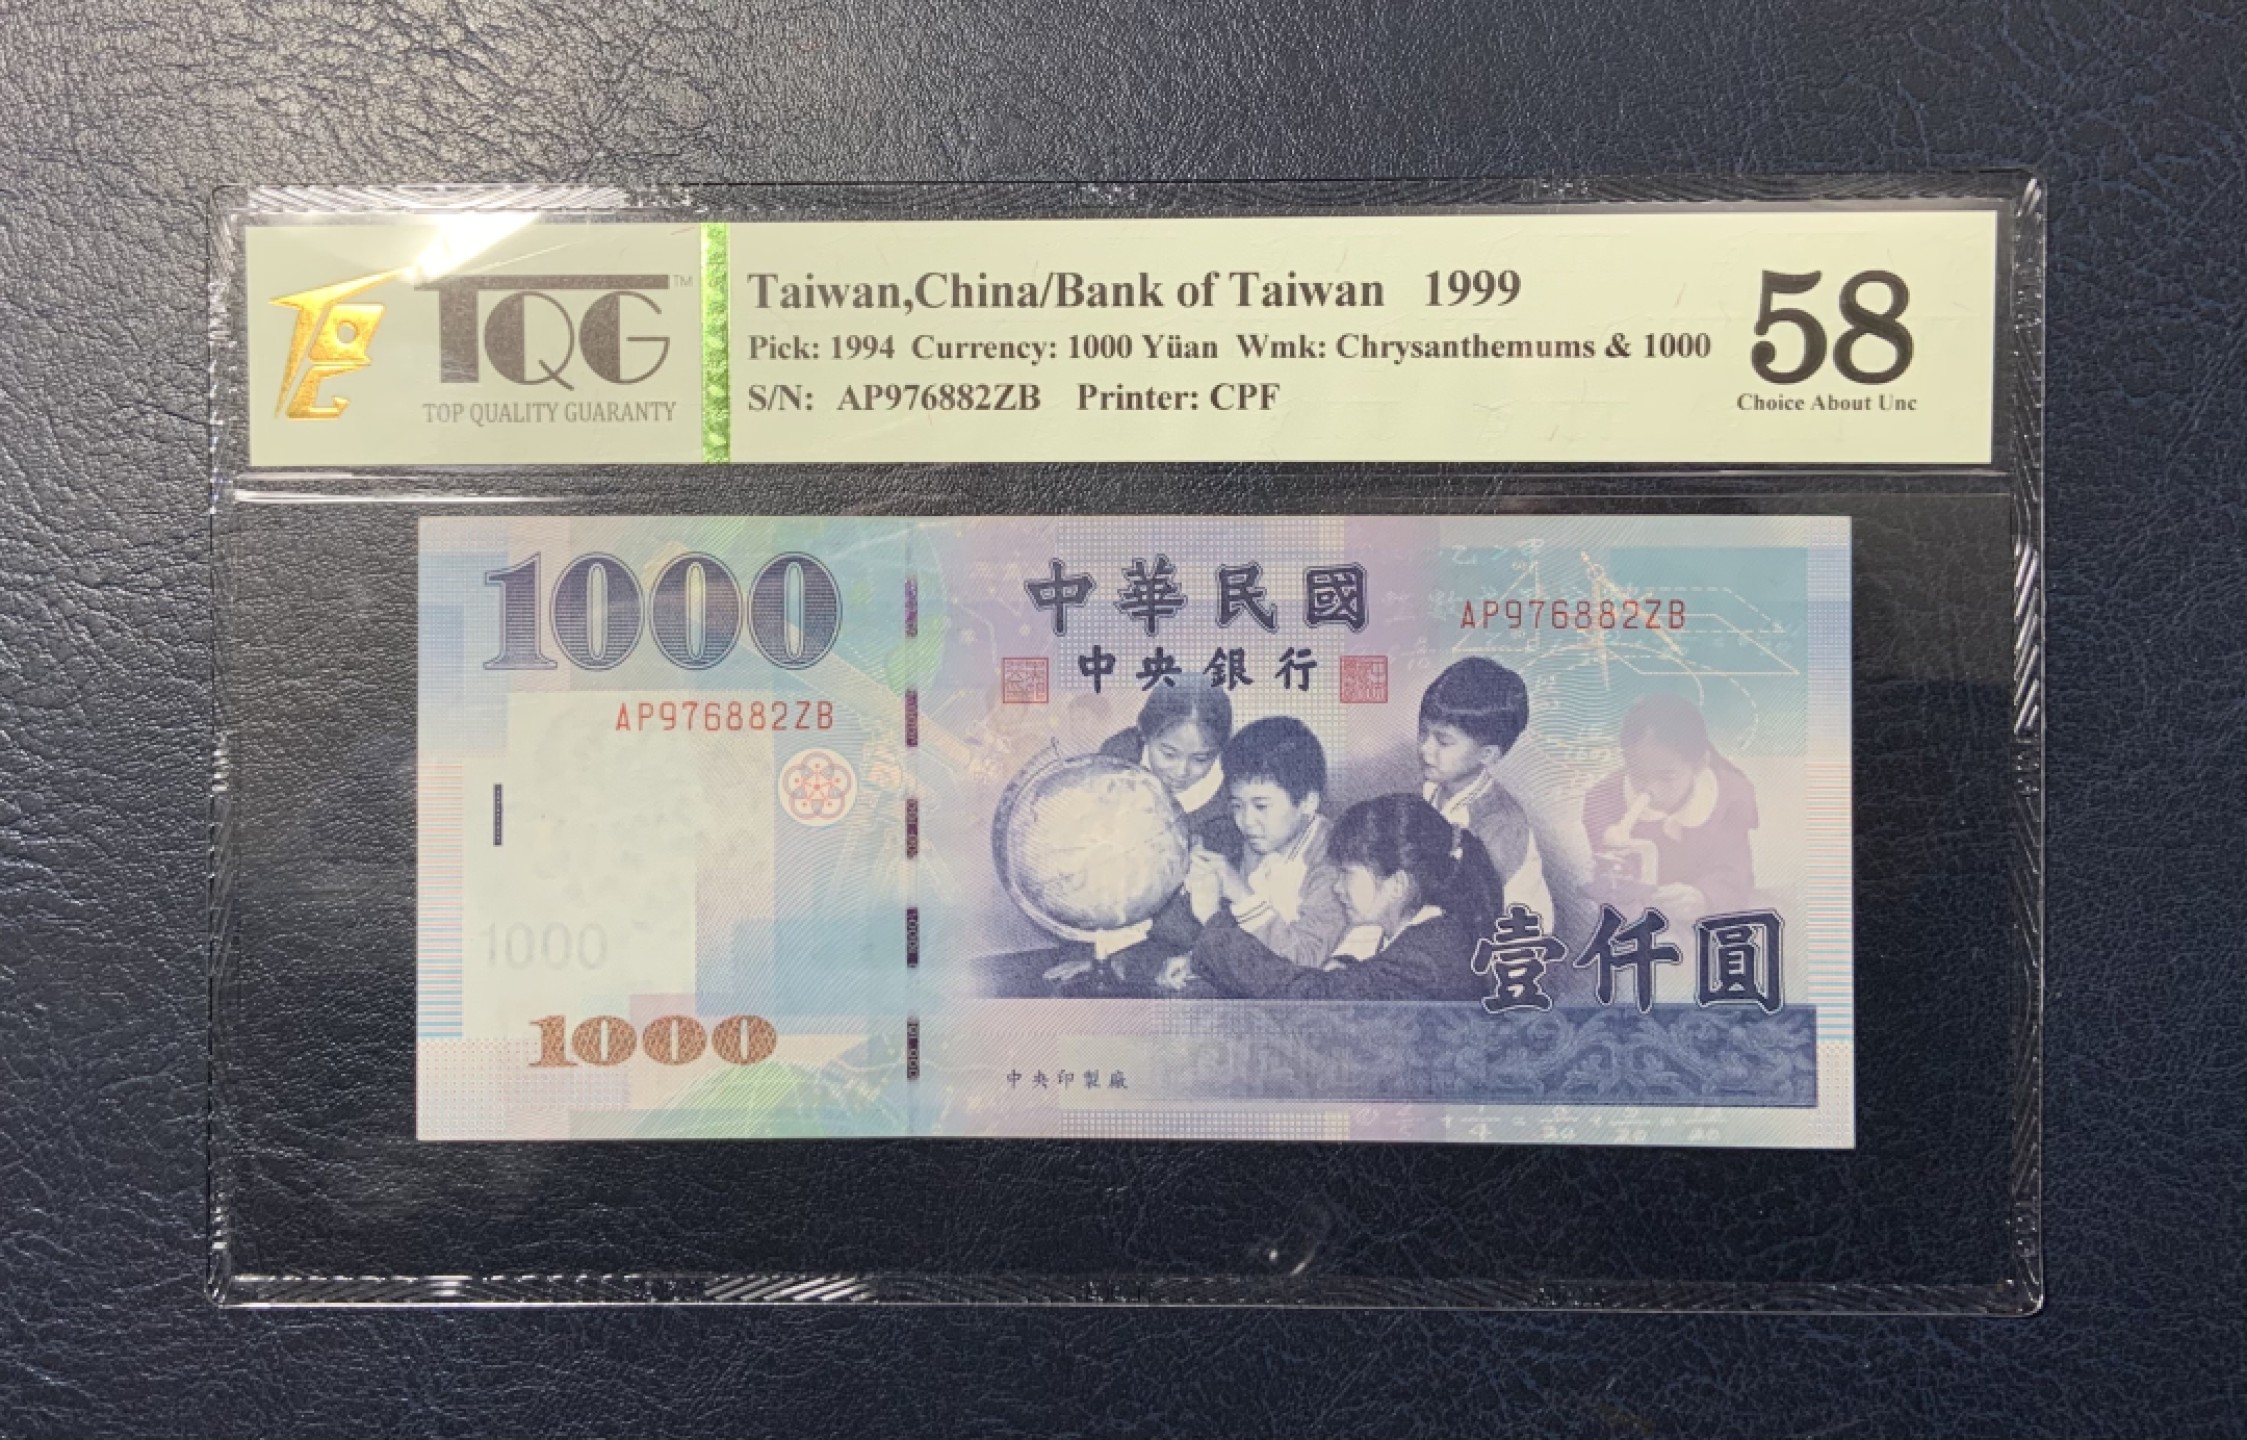 TQG™
TOP QUALITY GUARANTY
Taiwan,China/Bank of Taiwan 1999
Pick: 1994 Currency: 1000 Yüan Wmk: Chrysanthemums & 1000
S/N: AP976882ZB Printer: CPF
58
Choice About Unc
1000
中華民國
AP976882ZB
中央銀行
AP976882ZB
1000
壹仟圓
1000
中央印製廠